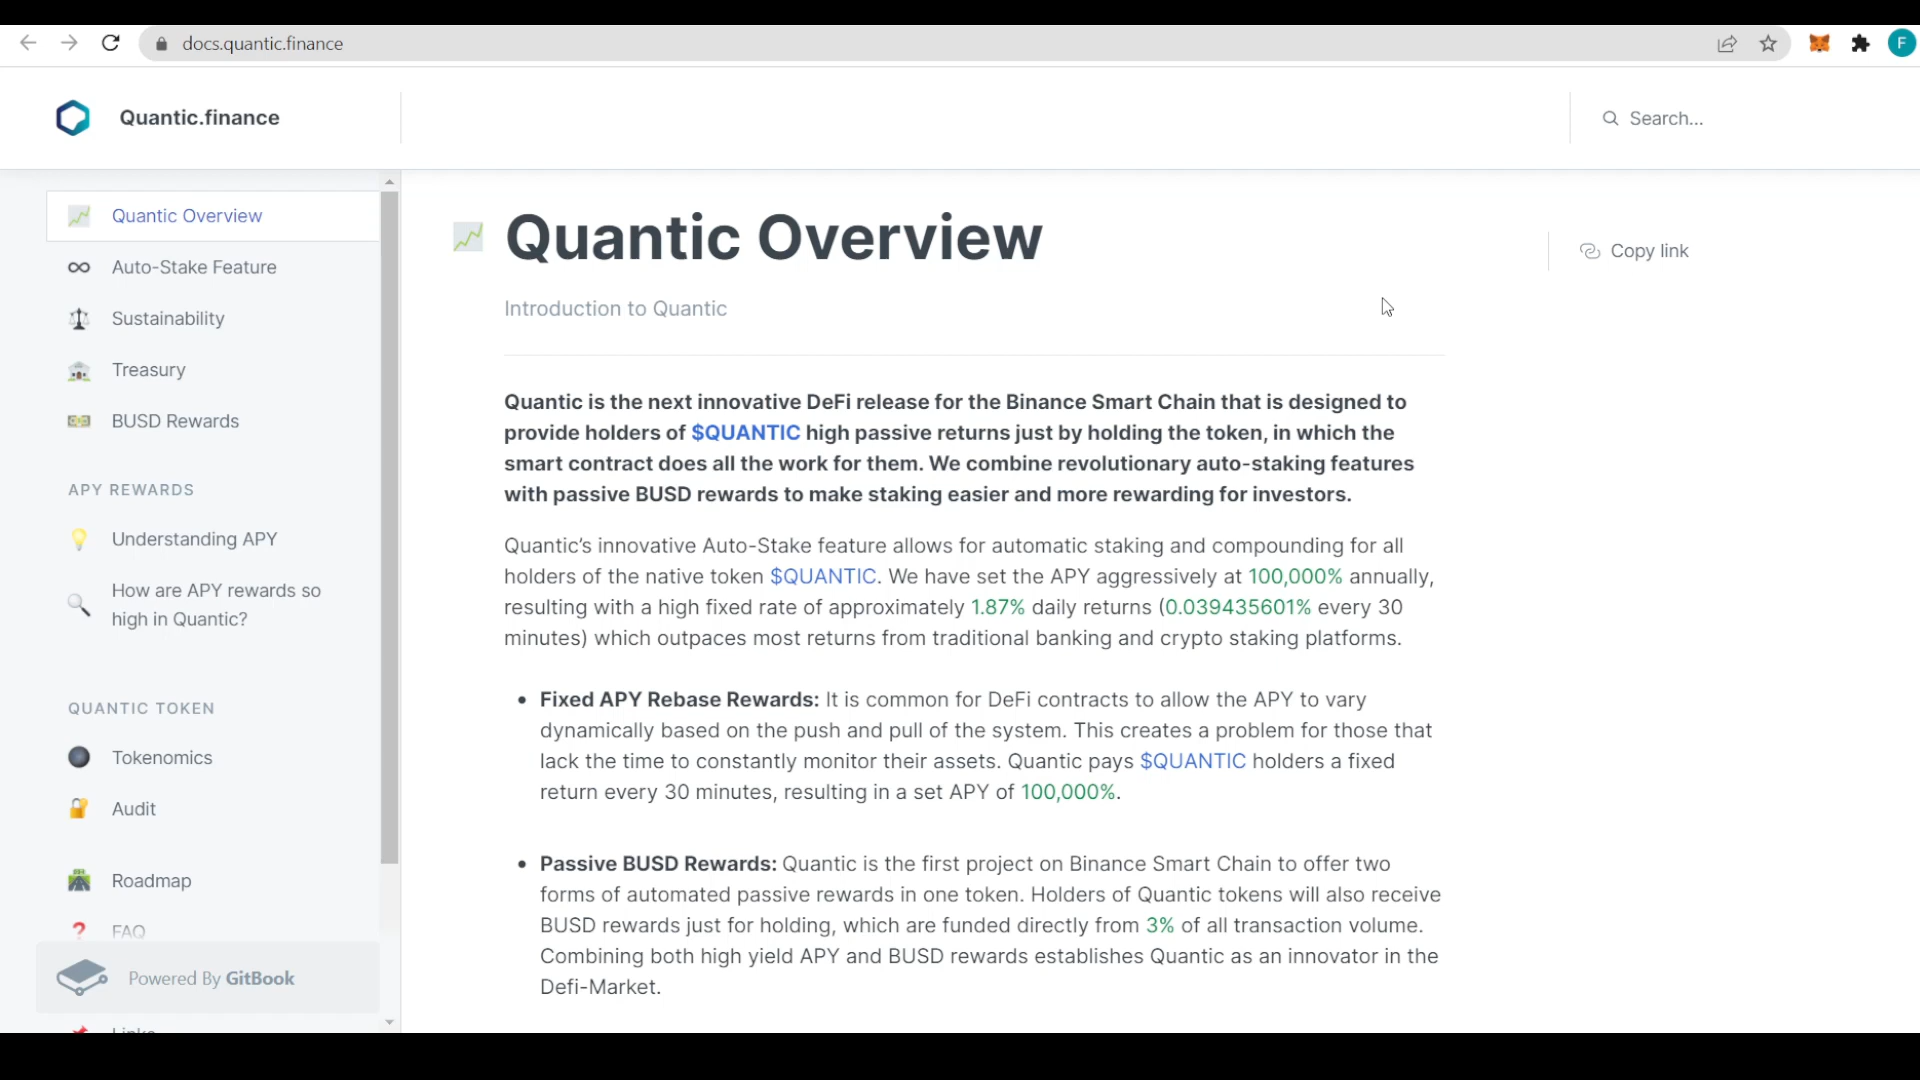 docs.quantic.finance
F
Quantic.finance
Search...
Quantic Overview
Auto-Stake Feature
Sustainability
Treasury
BUSD Rewards
APY REWARDS
Understanding APY
How are APY rewards so
high in Quantic?
QUANTIC TOKEN
Tokenomics
Audit
Roadmap
FAQ
Powered By GitBook
Links
Quantic Overview
Copy link
Introduction to Quantic
Quantic is the next innovative DeFi release for the Binance Smart Chain that is designed to
provide holders of $QUANTIC high passive returns just by holding the token, in which the
smart contract does all the work for them. We combine revolutionary auto-staking features
with passive BUSD rewards to make staking easier and more rewarding for investors.
Quantic’s innovative Auto-Stake feature allows for automatic staking and compounding for all
holders of the native token $QUANTIC. We have set the APY aggressively at 100,000% annually,
resulting with a high fixed rate of approximately 1.87% daily returns (0.039435601% every 30
minutes) which outpaces most returns from traditional banking and crypto staking platforms.
• Fixed APY Rebase Rewards: It is common for DeFi contracts to allow the APY to vary
dynamically based on the push and pull of the system. This creates a problem for those that
lack the time to constantly monitor their assets. Quantic pays $QUANTIC holders a fixed
return every 30 minutes, resulting in a set APY of 100,000%.
• Passive BUSD Rewards: Quantic is the first project on Binance Smart Chain to offer two
forms of automated passive rewards in one token. Holders of Quantic tokens will also receive
BUSD rewards just for holding, which are funded directly from 3% of all transaction volume.
Combining both high yield APY and BUSD rewards establishes Quantic as an innovator in the
Defi-Market.